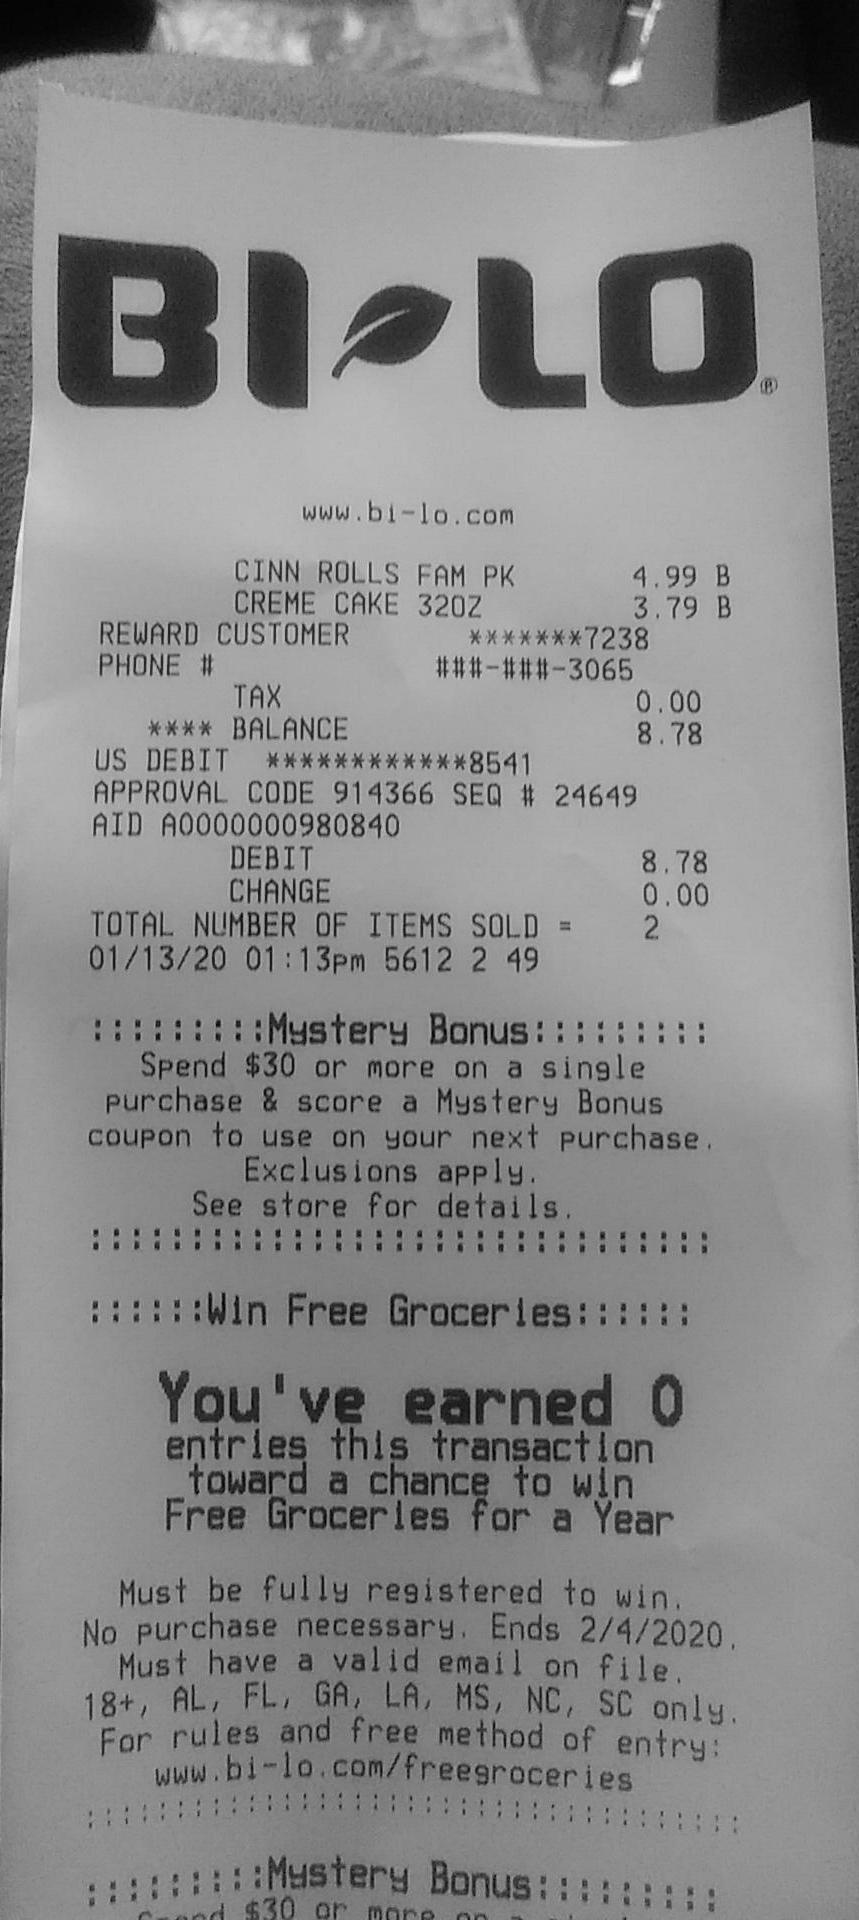 BI-LO®
www.bi-lo.com
CINN ROLLS FAM PK 4.99 B
CREME CAKE 32OZ 3.79 B
REWARD CUSTOMER *******7238
PHONE # ###-###-3065
TAX 0.00
**** BALANCE 8.78
US DEBIT ************8541
APPROVAL CODE 914366 SEQ # 24649
AID A0000000980840
DEBIT 8.78
CHANGE 0.00
TOTAL NUMBER OF ITEMS SOLD = 2
01/13/20 01:13pm 5612 2 49
:::::::::Mystery Bonus:::::::::
Spend $30 or more on a single
purchase & score a Mystery Bonus
coupon to use on your next purchase.
Exclusions apply.
See store for details.
:::::::::::::::::::::::::::::::
::::::Win Free Groceries::::::
You've earned 0
entries this transaction
toward a chance to win
Free Groceries for a Year
Must be fully registered to win.
No purchase necessary. Ends 2/4/2020.
Must have a valid email on file.
18+, AL, FL, GA, LA, MS, NC, SC only.
For rules and free method of entry:
www.bi-lo.com/freegroceries
:::::::::::::::::::::::::::::::
:::::::::Mystery Bonus:::::::::
Spend $30 or more on a